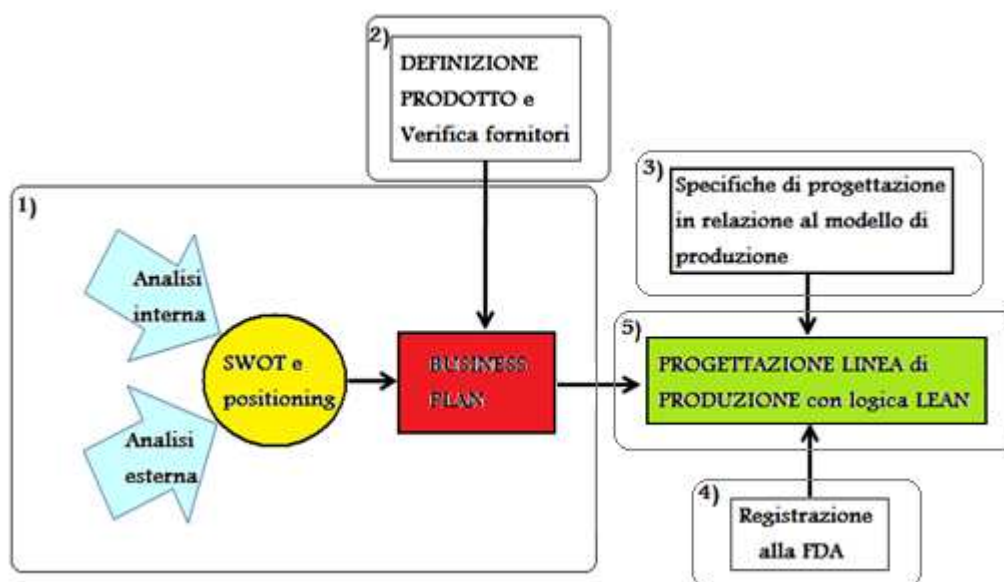 1)
Analisi
interna
Analisi
esterna
SWOT e
positioning
BUSINESS
PLAN
2)
DEFINIZIONE
PRODOTTO e
Verifica fornitori
3)
Specifiche di progettazione
in relazione al modello di
produzione
4)
Registrazione
alla FDA
5)
PROGETTAZIONE LINEA di
PRODUZIONE con logica LEAN